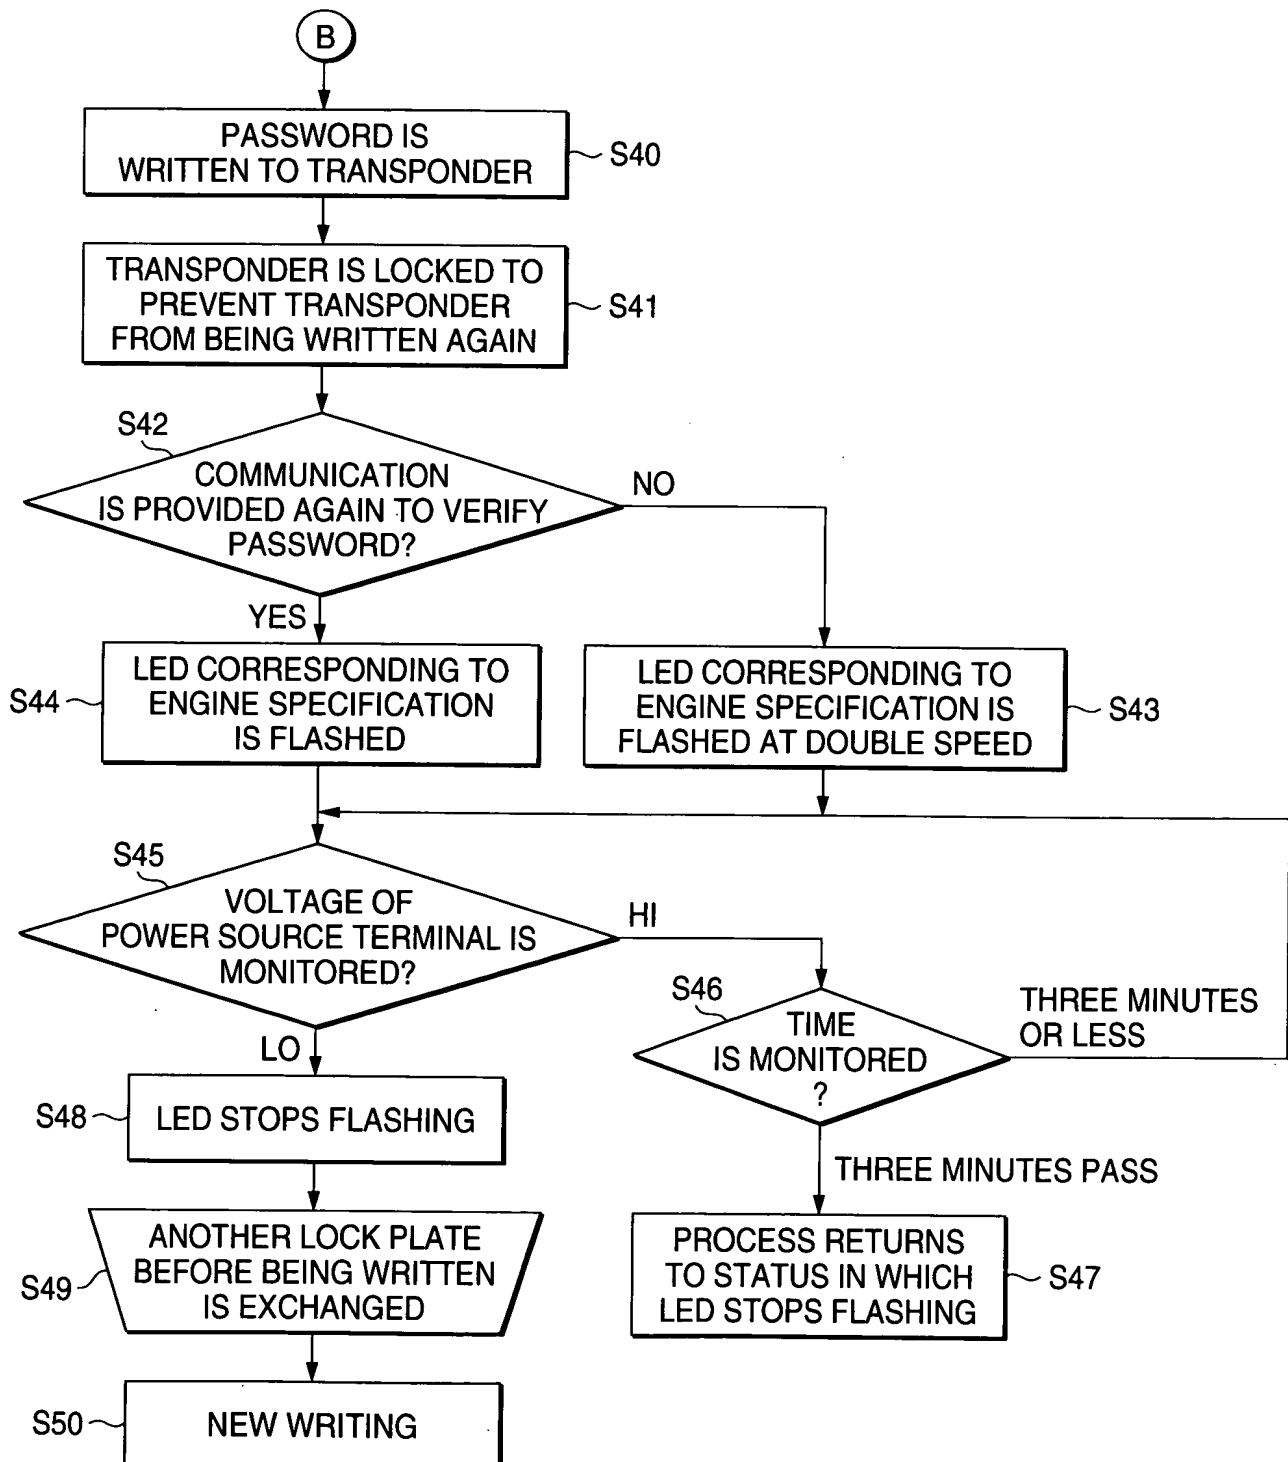 B
PASSWORD IS
WRITTEN TO TRANSPONDER
S40
TRANSPONDER IS LOCKED TO
PREVENT TRANSPONDER
FROM BEING WRITTEN AGAIN
S41
S42
COMMUNICATION
IS PROVIDED AGAIN TO VERIFY
PASSWORD?
NO
YES
LED CORRESPONDING TO
ENGINE SPECIFICATION
IS FLASHED
S44
LED CORRESPONDING TO
ENGINE SPECIFICATION IS
FLASHED AT DOUBLE SPEED
S43
S45
VOLTAGE OF
POWER SOURCE TERMINAL IS
MONITORED?
HI
LO
S46
TIME
IS MONITORED
?
THREE MINUTES
OR LESS
THREE MINUTES PASS
S48
LED STOPS FLASHING
PROCESS RETURNS
TO STATUS IN WHICH
LED STOPS FLASHING
S47
S49
ANOTHER LOCK PLATE
BEFORE BEING WRITTEN
IS EXCHANGED
S50
NEW WRITING